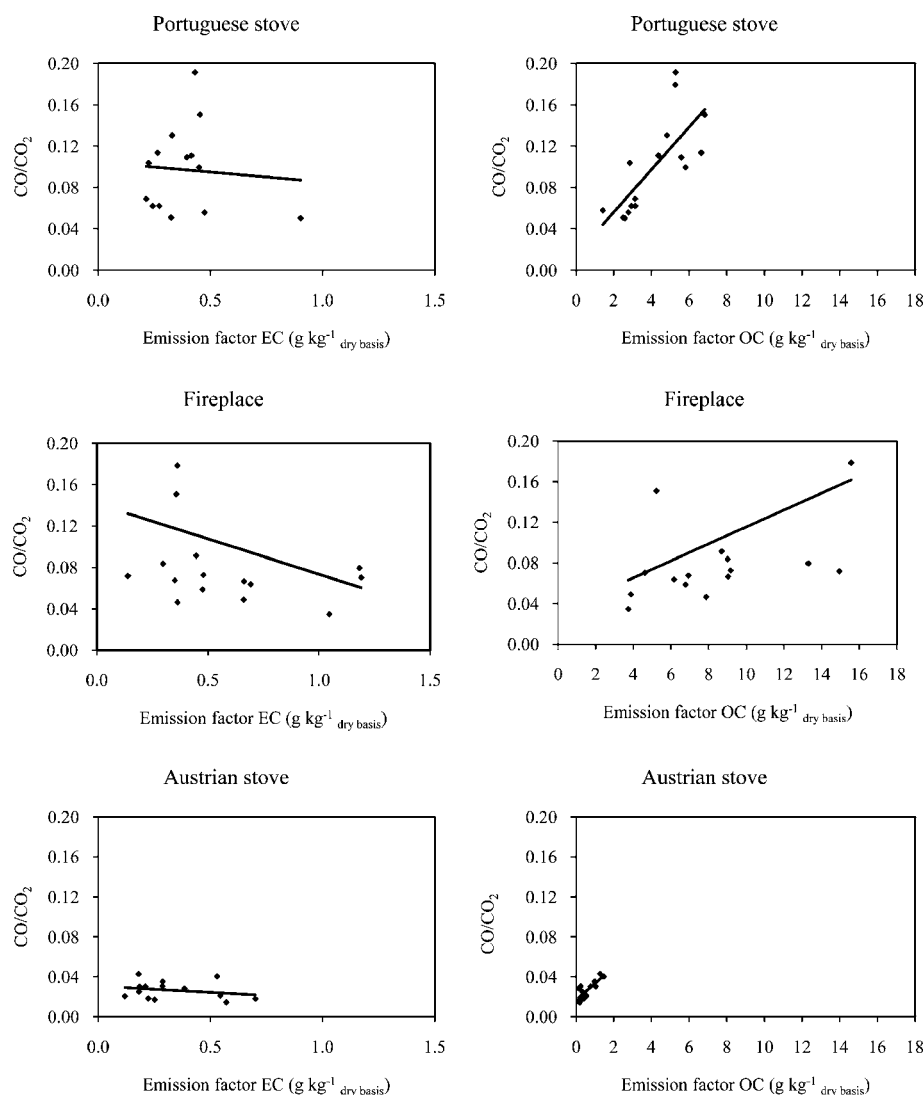 Portuguese stove
0.20
0.16
0.12
0.08
0.04
0.00
CO/CO2
0.0 0.5 1.0 1.5
Emission factor EC (g kg-1 dry basis)
Portuguese stove
0.20
0.16
0.12
0.08
0.04
0.00
CO/CO2
0 2 4 6 8 10 12 14 16 18
Emission factor OC (g kg-1 dry basis)
Fireplace
0.20
0.16
0.12
0.08
0.04
0.00
CO/CO2
0.0 0.5 1.0 1.5
Emission factor EC (g kg-1 dry basis)
Fireplace
0.20
0.16
0.12
0.08
0.04
0.00
CO/CO2
0 2 4 6 8 10 12 14 16 18
Emission factor OC (g kg-1 dry basis)
Austrian stove
0.20
0.16
0.12
0.08
0.04
0.00
CO/CO2
0.0 0.5 1.0 1.5
Emission factor EC (g kg-1 dry basis)
Austrian stove
0.20
0.16
0.12
0.08
0.04
0.00
CO/CO2
0 2 4 6 8 10 12 14 16 18
Emission factor OC (g kg-1 dry basis)